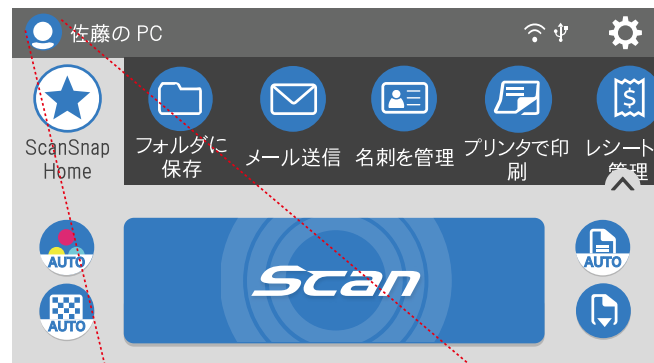 佐藤の PC
ScanSnap
Home
フォルダに
保存
メール送信
名刺を管理
プリンタで印
刷
レシート
管理
AUTO
AUTO
Scan
AUTO